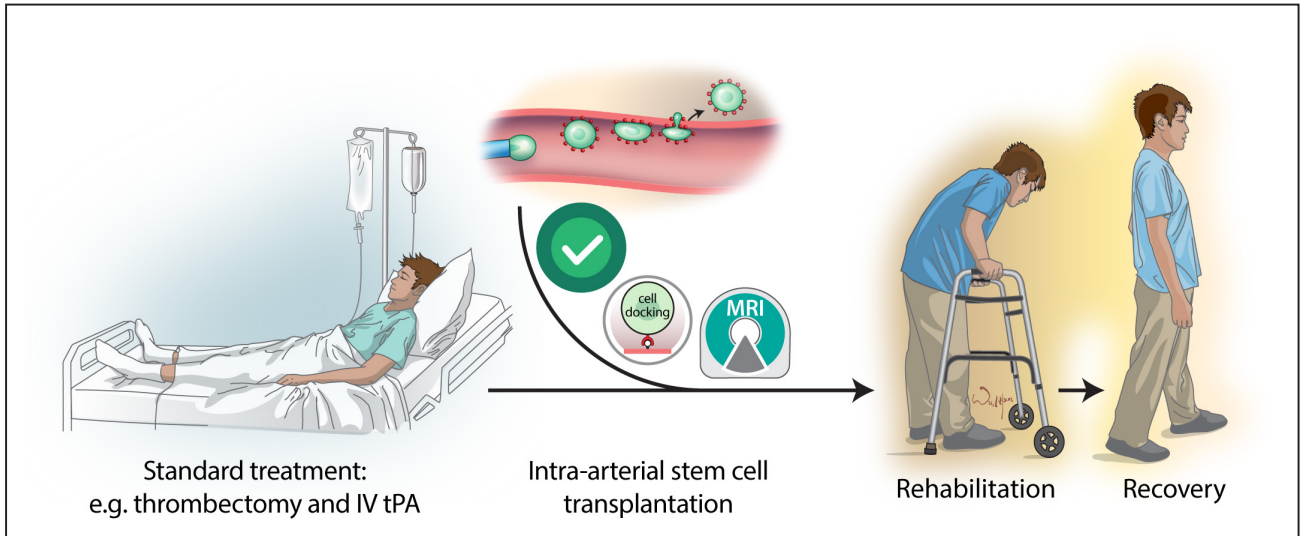 cell
docking
MRI
Standard treatment:
e.g. thrombectomy and IV tPA
Intra-arterial stem cell
transplantation
Rehabilitation
Recovery